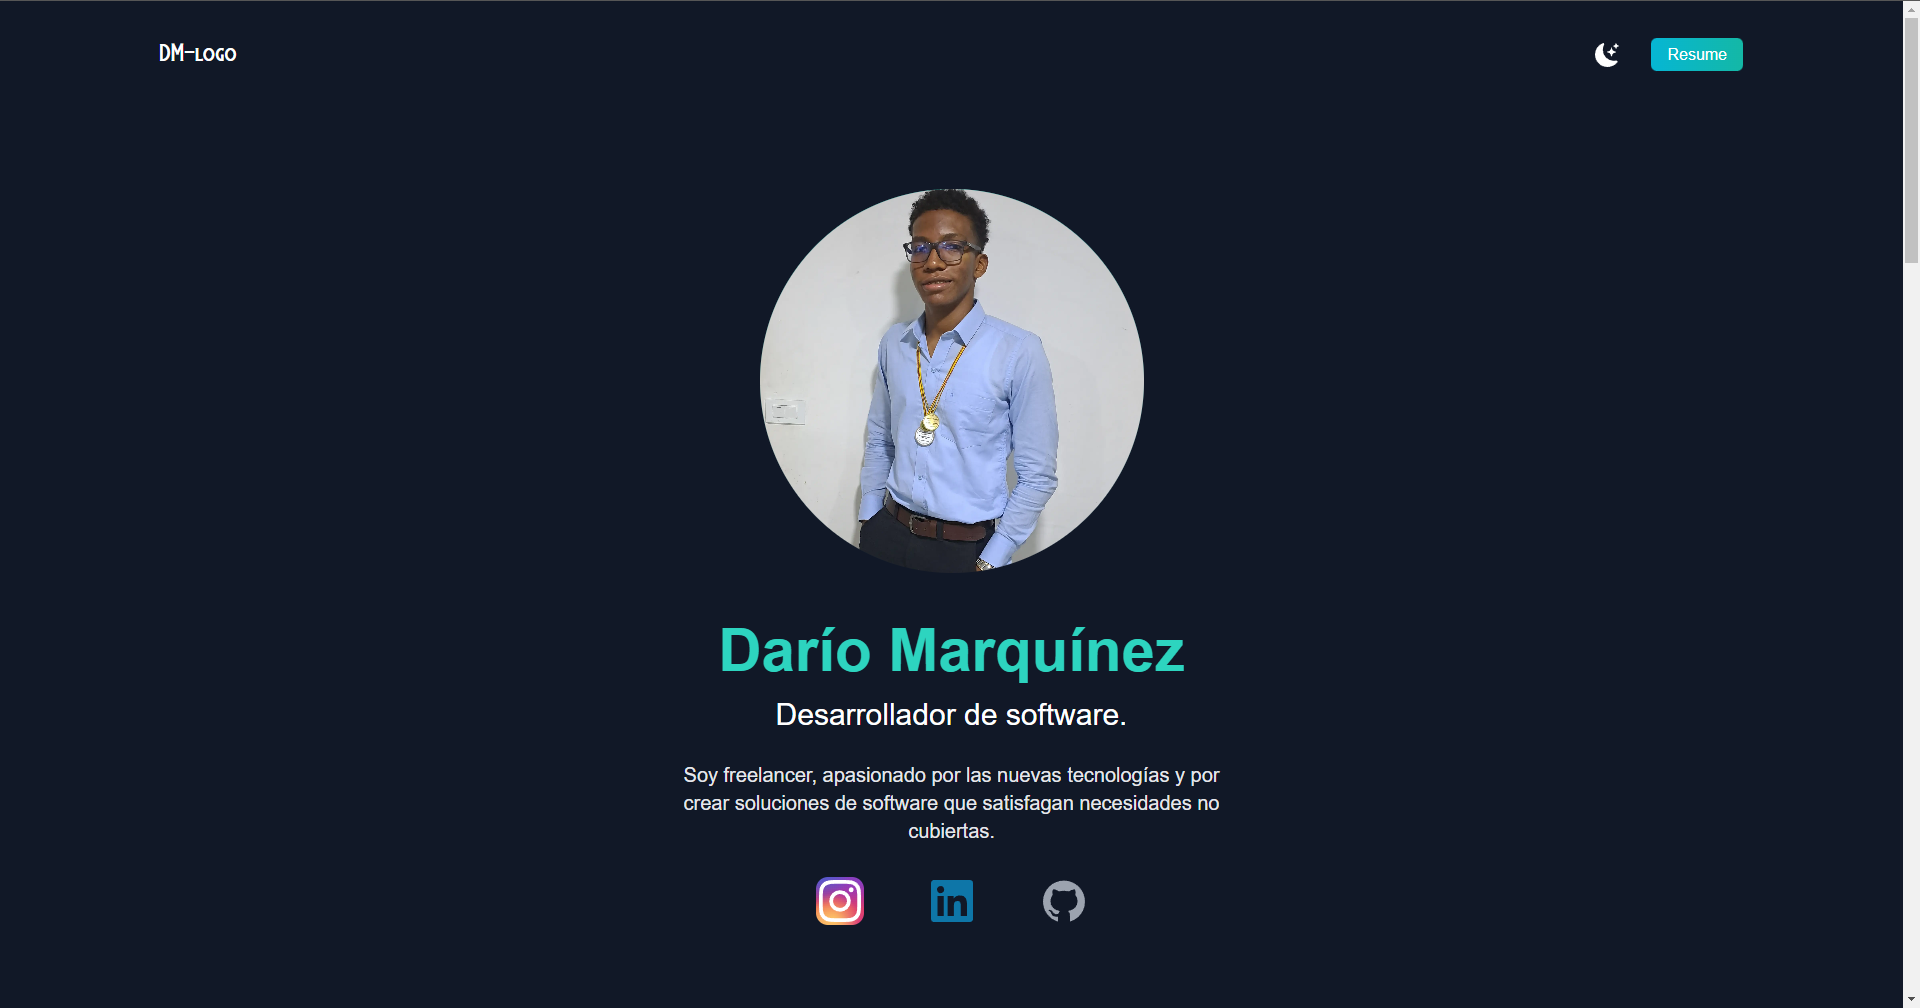 DM-LOGO
Resume
Darío Marquínez
Desarrollador de software.
Soy freelancer, apasionado por las nuevas tecnologías y por
crear soluciones de software que satisfagan necesidades no
cubiertas.
in